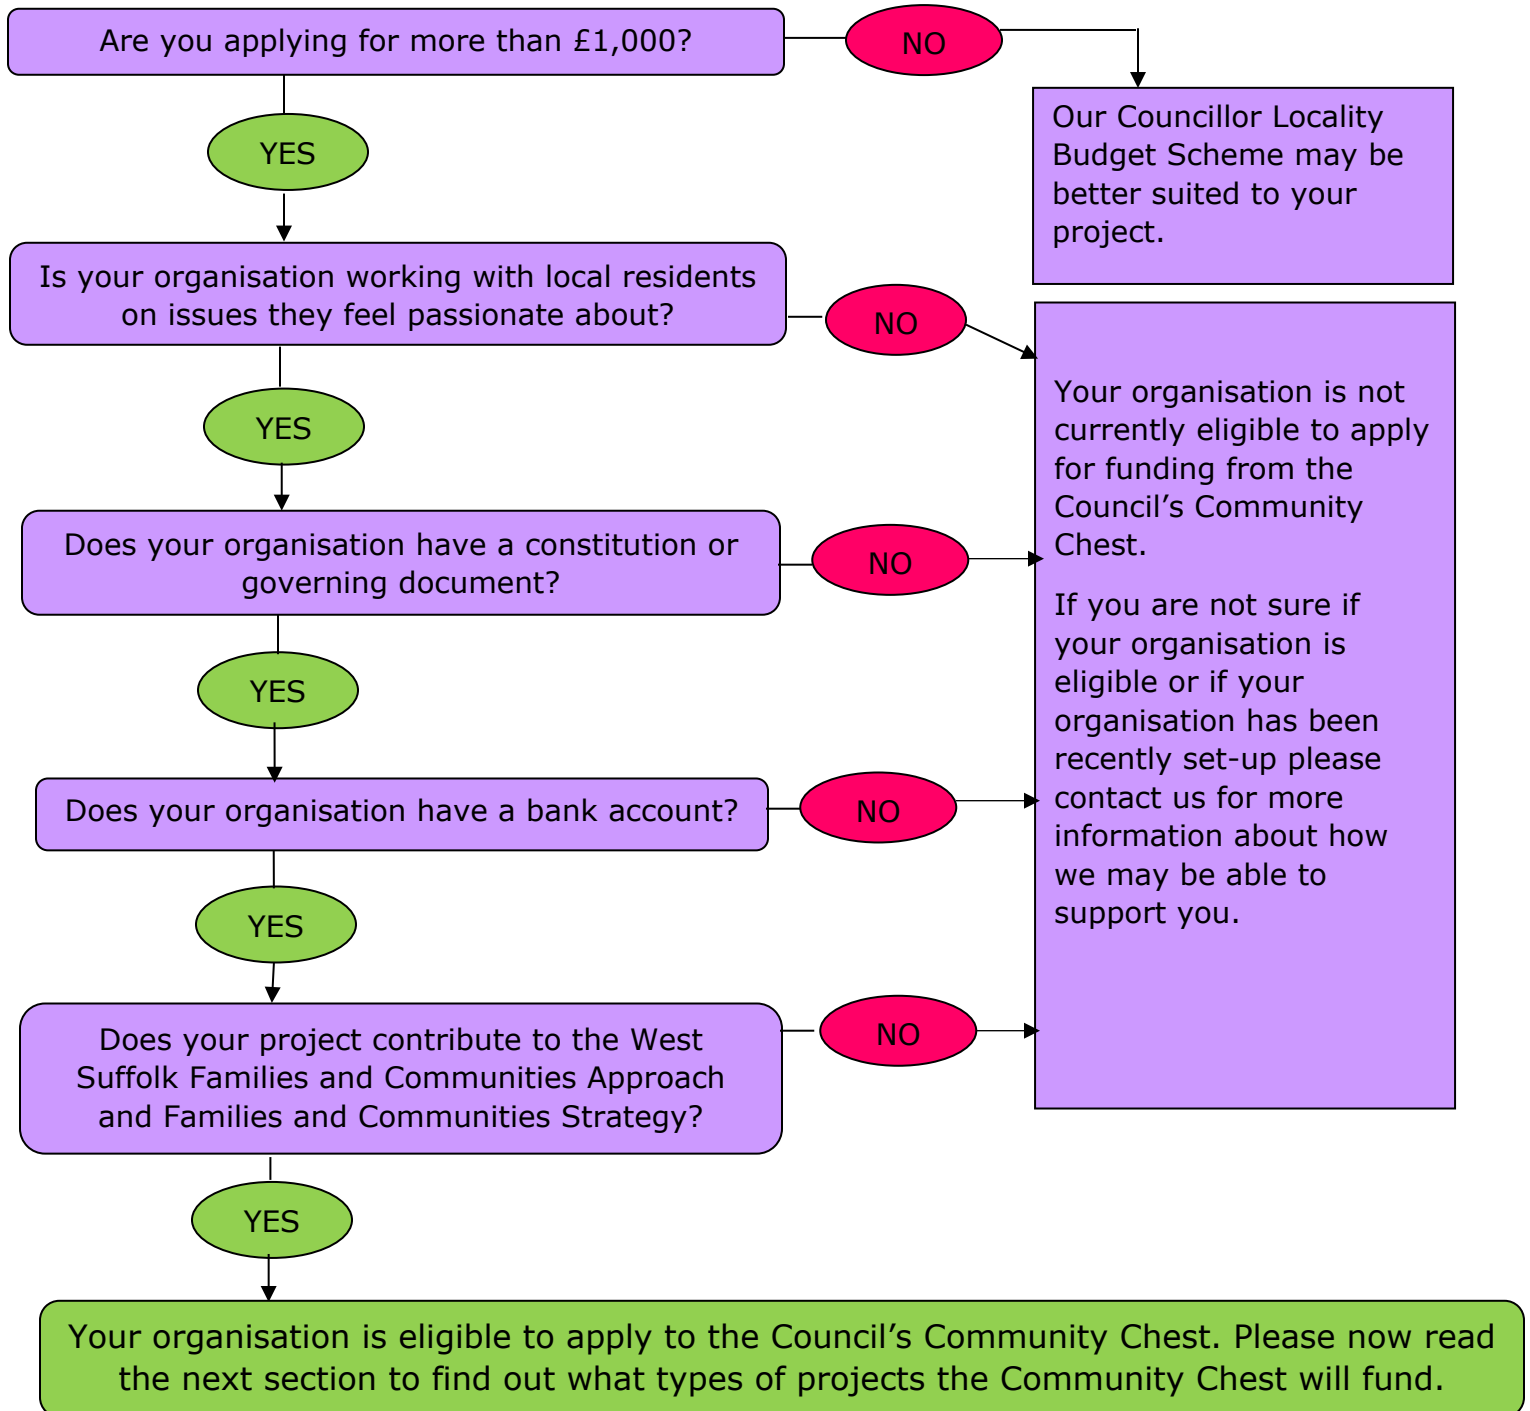 Are you applying for more than £1,000?
NO
YES
Our Councillor Locality
Budget Scheme may be
better suited to your
project.
Is your organisation working with local residents
on issues they feel passionate about?
NO
YES
Your organisation is not
currently eligible to apply
for funding from the
Council’s Community
Chest.
If you are not sure if
your organisation is
eligible or if your
organisation has been
recently set-up please
contact us for more
information about how
we may be able to
support you.
Does your organisation have a constitution or
governing document?
NO
YES
Does your organisation have a bank account?
NO
YES
Does your project contribute to the West
Suffolk Families and Communities Approach
and Families and Communities Strategy?
NO
YES
Your organisation is eligible to apply to the Council’s Community Chest. Please now read
the next section to find out what types of projects the Community Chest will fund.